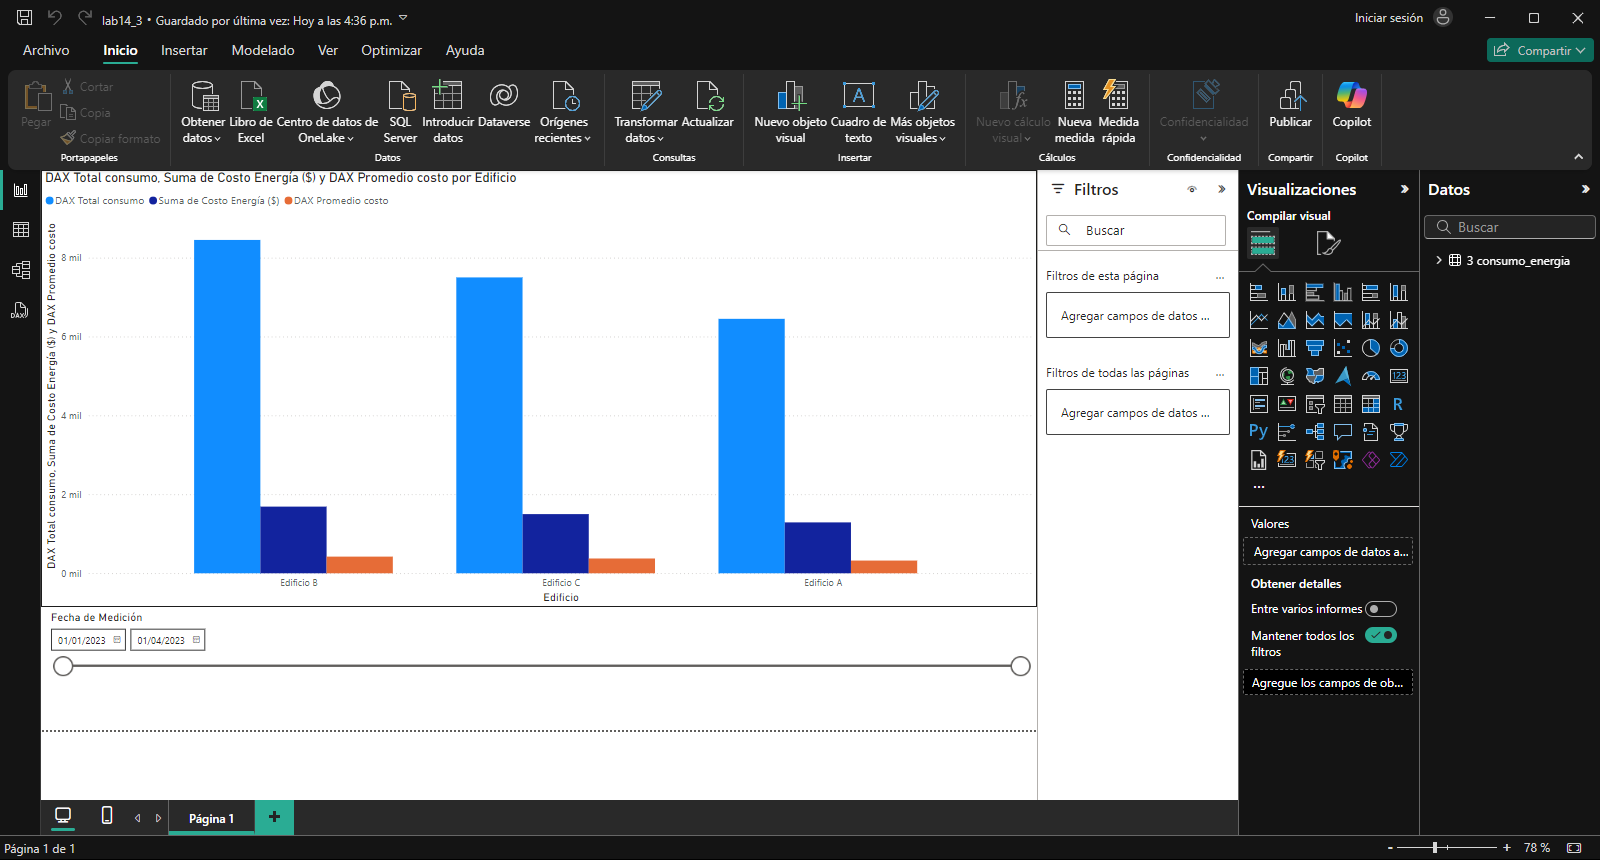 lab14_3 • Guardado por última vez: Hoy a las 4:36 p.m.
Iniciar sesión
Archivo Inicio Insertar Modelado Ver Optimizar Ayuda
Compartir
Pegar
Cortar
Copia
Copiar formato
Portapapeles
Obtener datos
Libro de Excel
Centro de datos de OneLake
SQL Server
Introducir datos
Dataverse
Orígenes recientes
Datos
Transformar datos
Actualizar
Consultas
Nuevo objeto visual
Cuadro de texto
Más objetos visuales
Insertar
Nuevo cálculo visual
Nueva medida
Medida rápida
Cálculos
Confidencialidad
Confidencialidad
Publicar
Compartir
Copilot
Copilot
DAX Total consumo, Suma de Costo Energía ($) y DAX Promedio costo por Edificio
DAX Total consumo Suma de Costo Energía ($) DAX Promedio costo
DAX Total consumo, Suma de Costo Energía ($) y DAX Promedio costo
8 mil
6 mil
4 mil
2 mil
0 mil
Edificio B Edificio C Edificio A
Edificio
Fecha de Medición
01/01/2023 01/04/2023
Filtros
Buscar
Filtros de esta página ...
Agregar campos de datos ...
Filtros de todas las páginas ...
Agregar campos de datos ...
Visualizaciones
Compilar visual
123
R
Py
123
...
Valores
Agregar campos de datos a...
Obtener detalles
Entre varios informes
Mantener todos los
filtros
Agregue los campos de ob...
Datos
Buscar
3 consumo_energia
DAX
Página 1
+
Página 1 de 1
- + 78 %